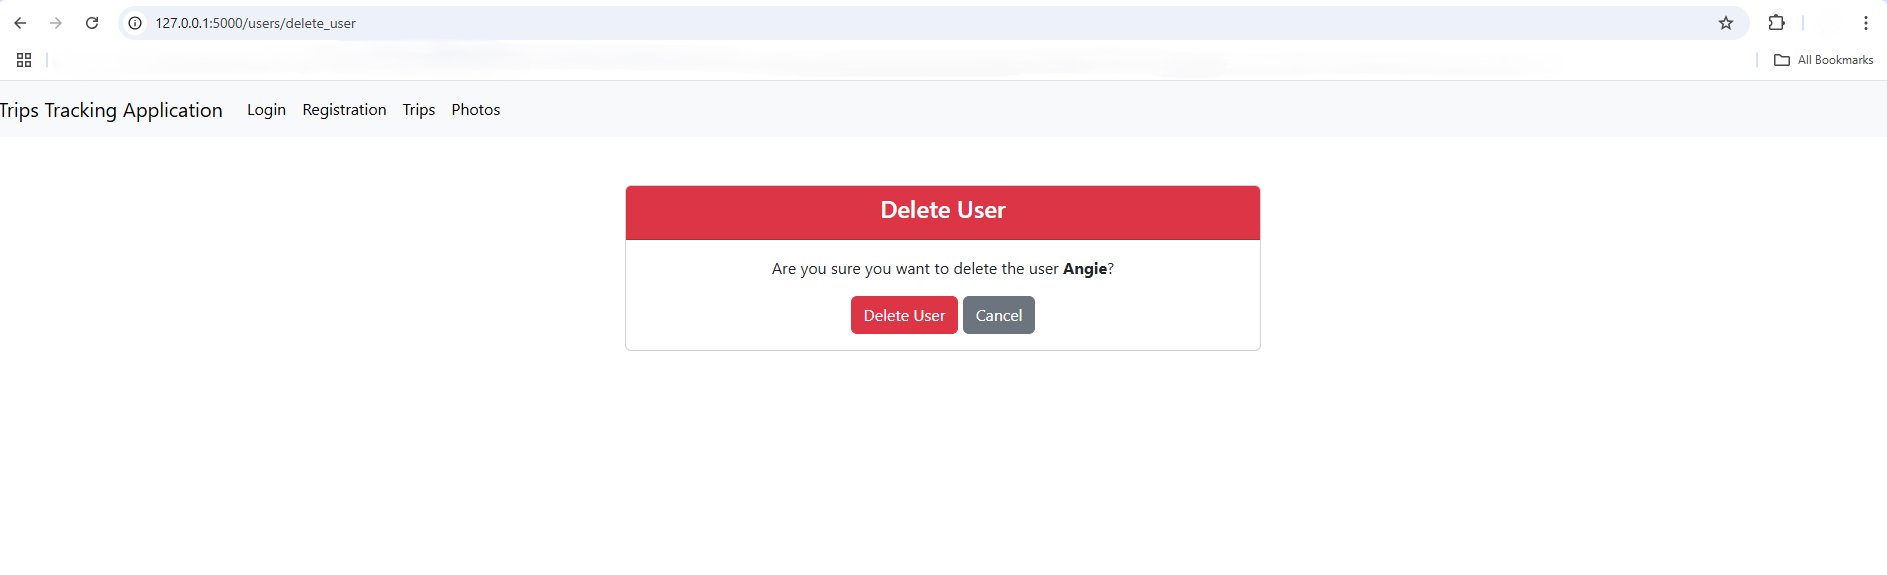 127.0.0.1:5000/users/delete_user
All Bookmarks
Trips Tracking Application Login Registration Trips Photos
Delete User
Are you sure you want to delete the user Angie?
Delete User Cancel